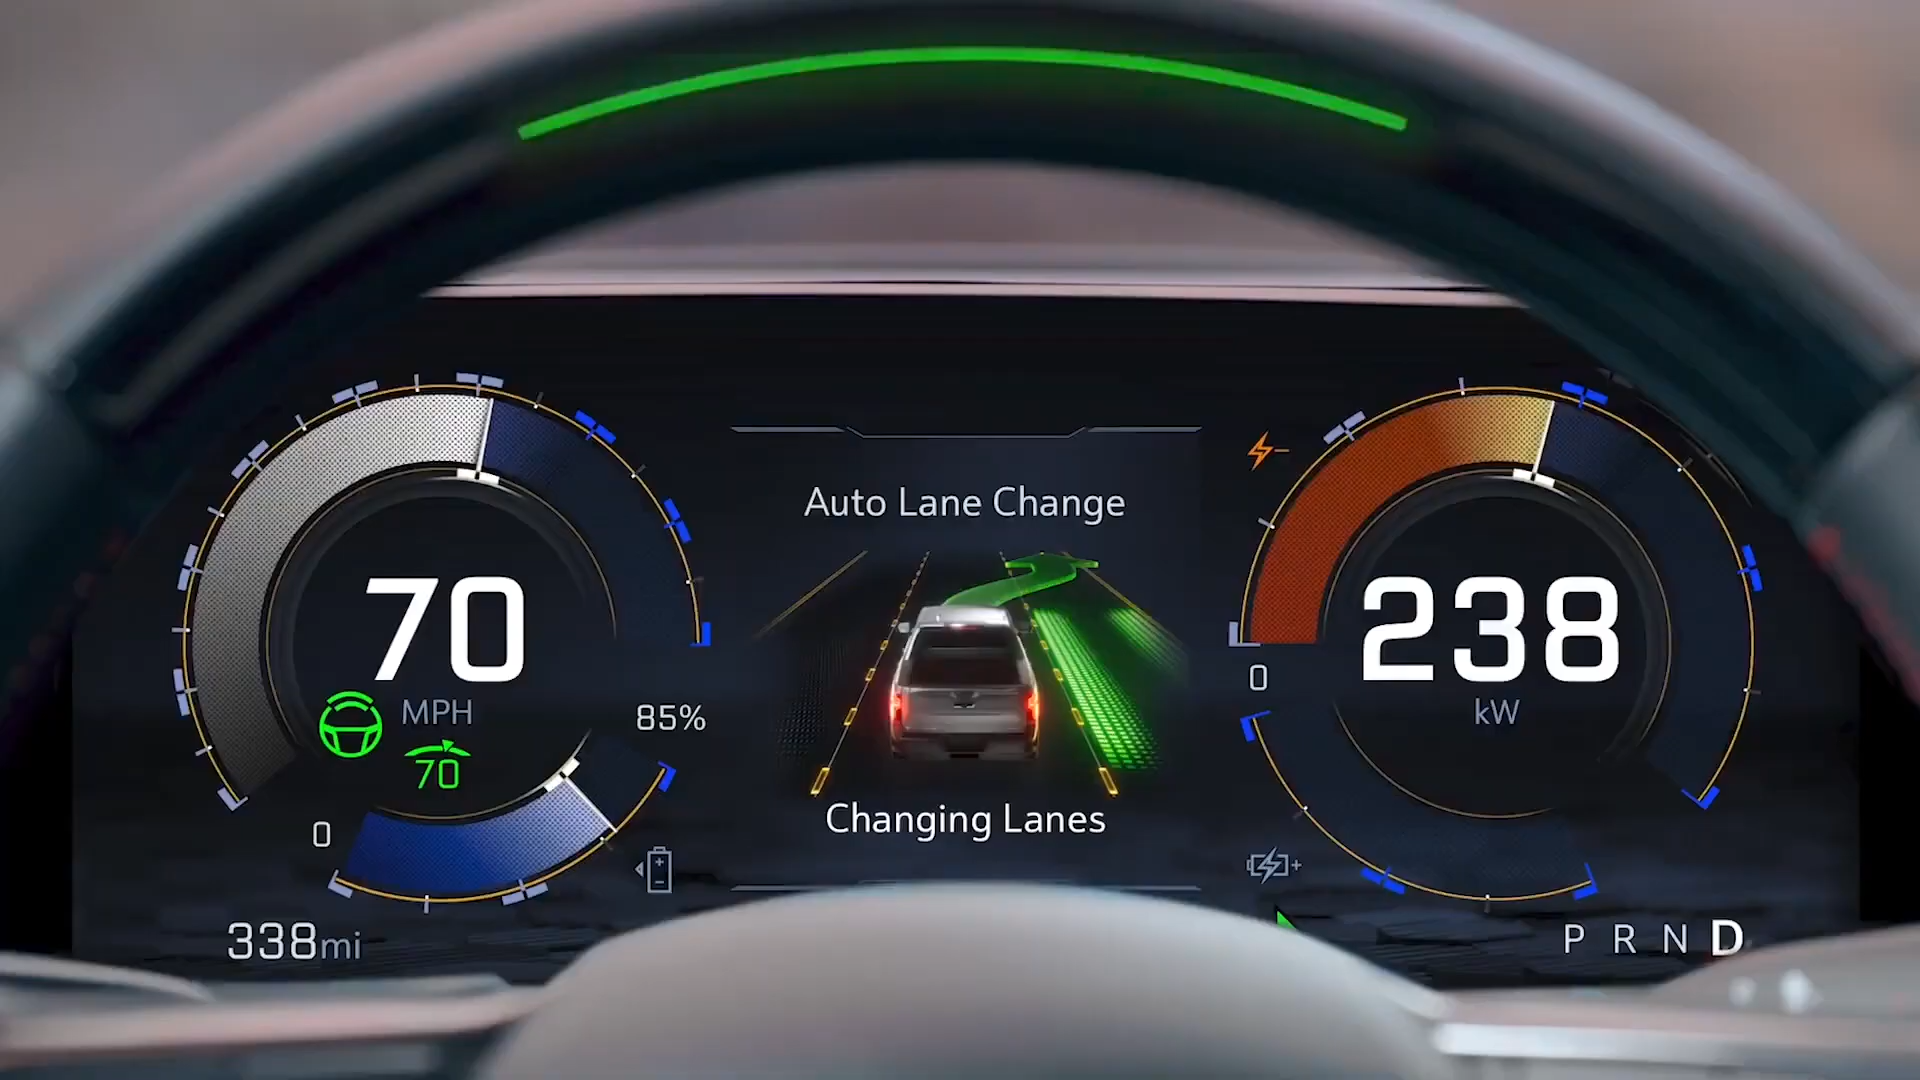 Auto Lane Change
70
MPH
70
85%
0
338mi
Changing Lanes
238
kW
0
P R N D